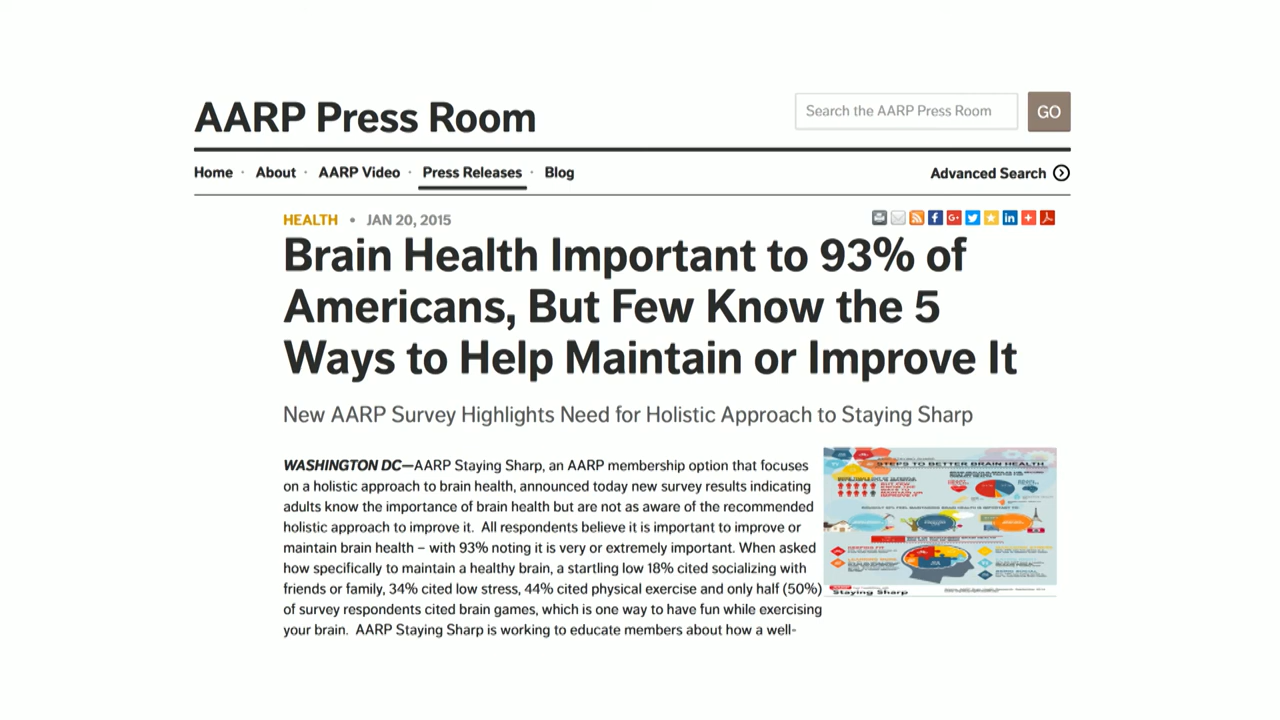 AARP Press Room
Search the AARP Press Room
GO
Home · About · AARP Video · Press Releases · Blog
Advanced Search
HEALTH • JAN 20, 2015
Brain Health Important to 93% of
Americans, But Few Know the 5
Ways to Help Maintain or Improve It
New AARP Survey Highlights Need for Holistic Approach to Staying Sharp
WASHINGTON DC—AARP Staying Sharp, an AARP membership option that focuses
on a holistic approach to brain health, announced today new survey results indicating
adults know the importance of brain health but are not as aware of the recommended
holistic approach to improve it. All respondents believe it is important to improve or
maintain brain health – with 93% noting it is very or extremely important. When asked
how specifically to maintain a healthy brain, a startling low 18% cited socializing with
friends or family, 34% cited low stress, 44% cited physical exercise and only half (50%)
of survey respondents cited brain games, which is one way to have fun while exercising
your brain. AARP Staying Sharp is working to educate members about how a well-
STEPS TO BETTER BRAIN HEALTH
Staying Sharp